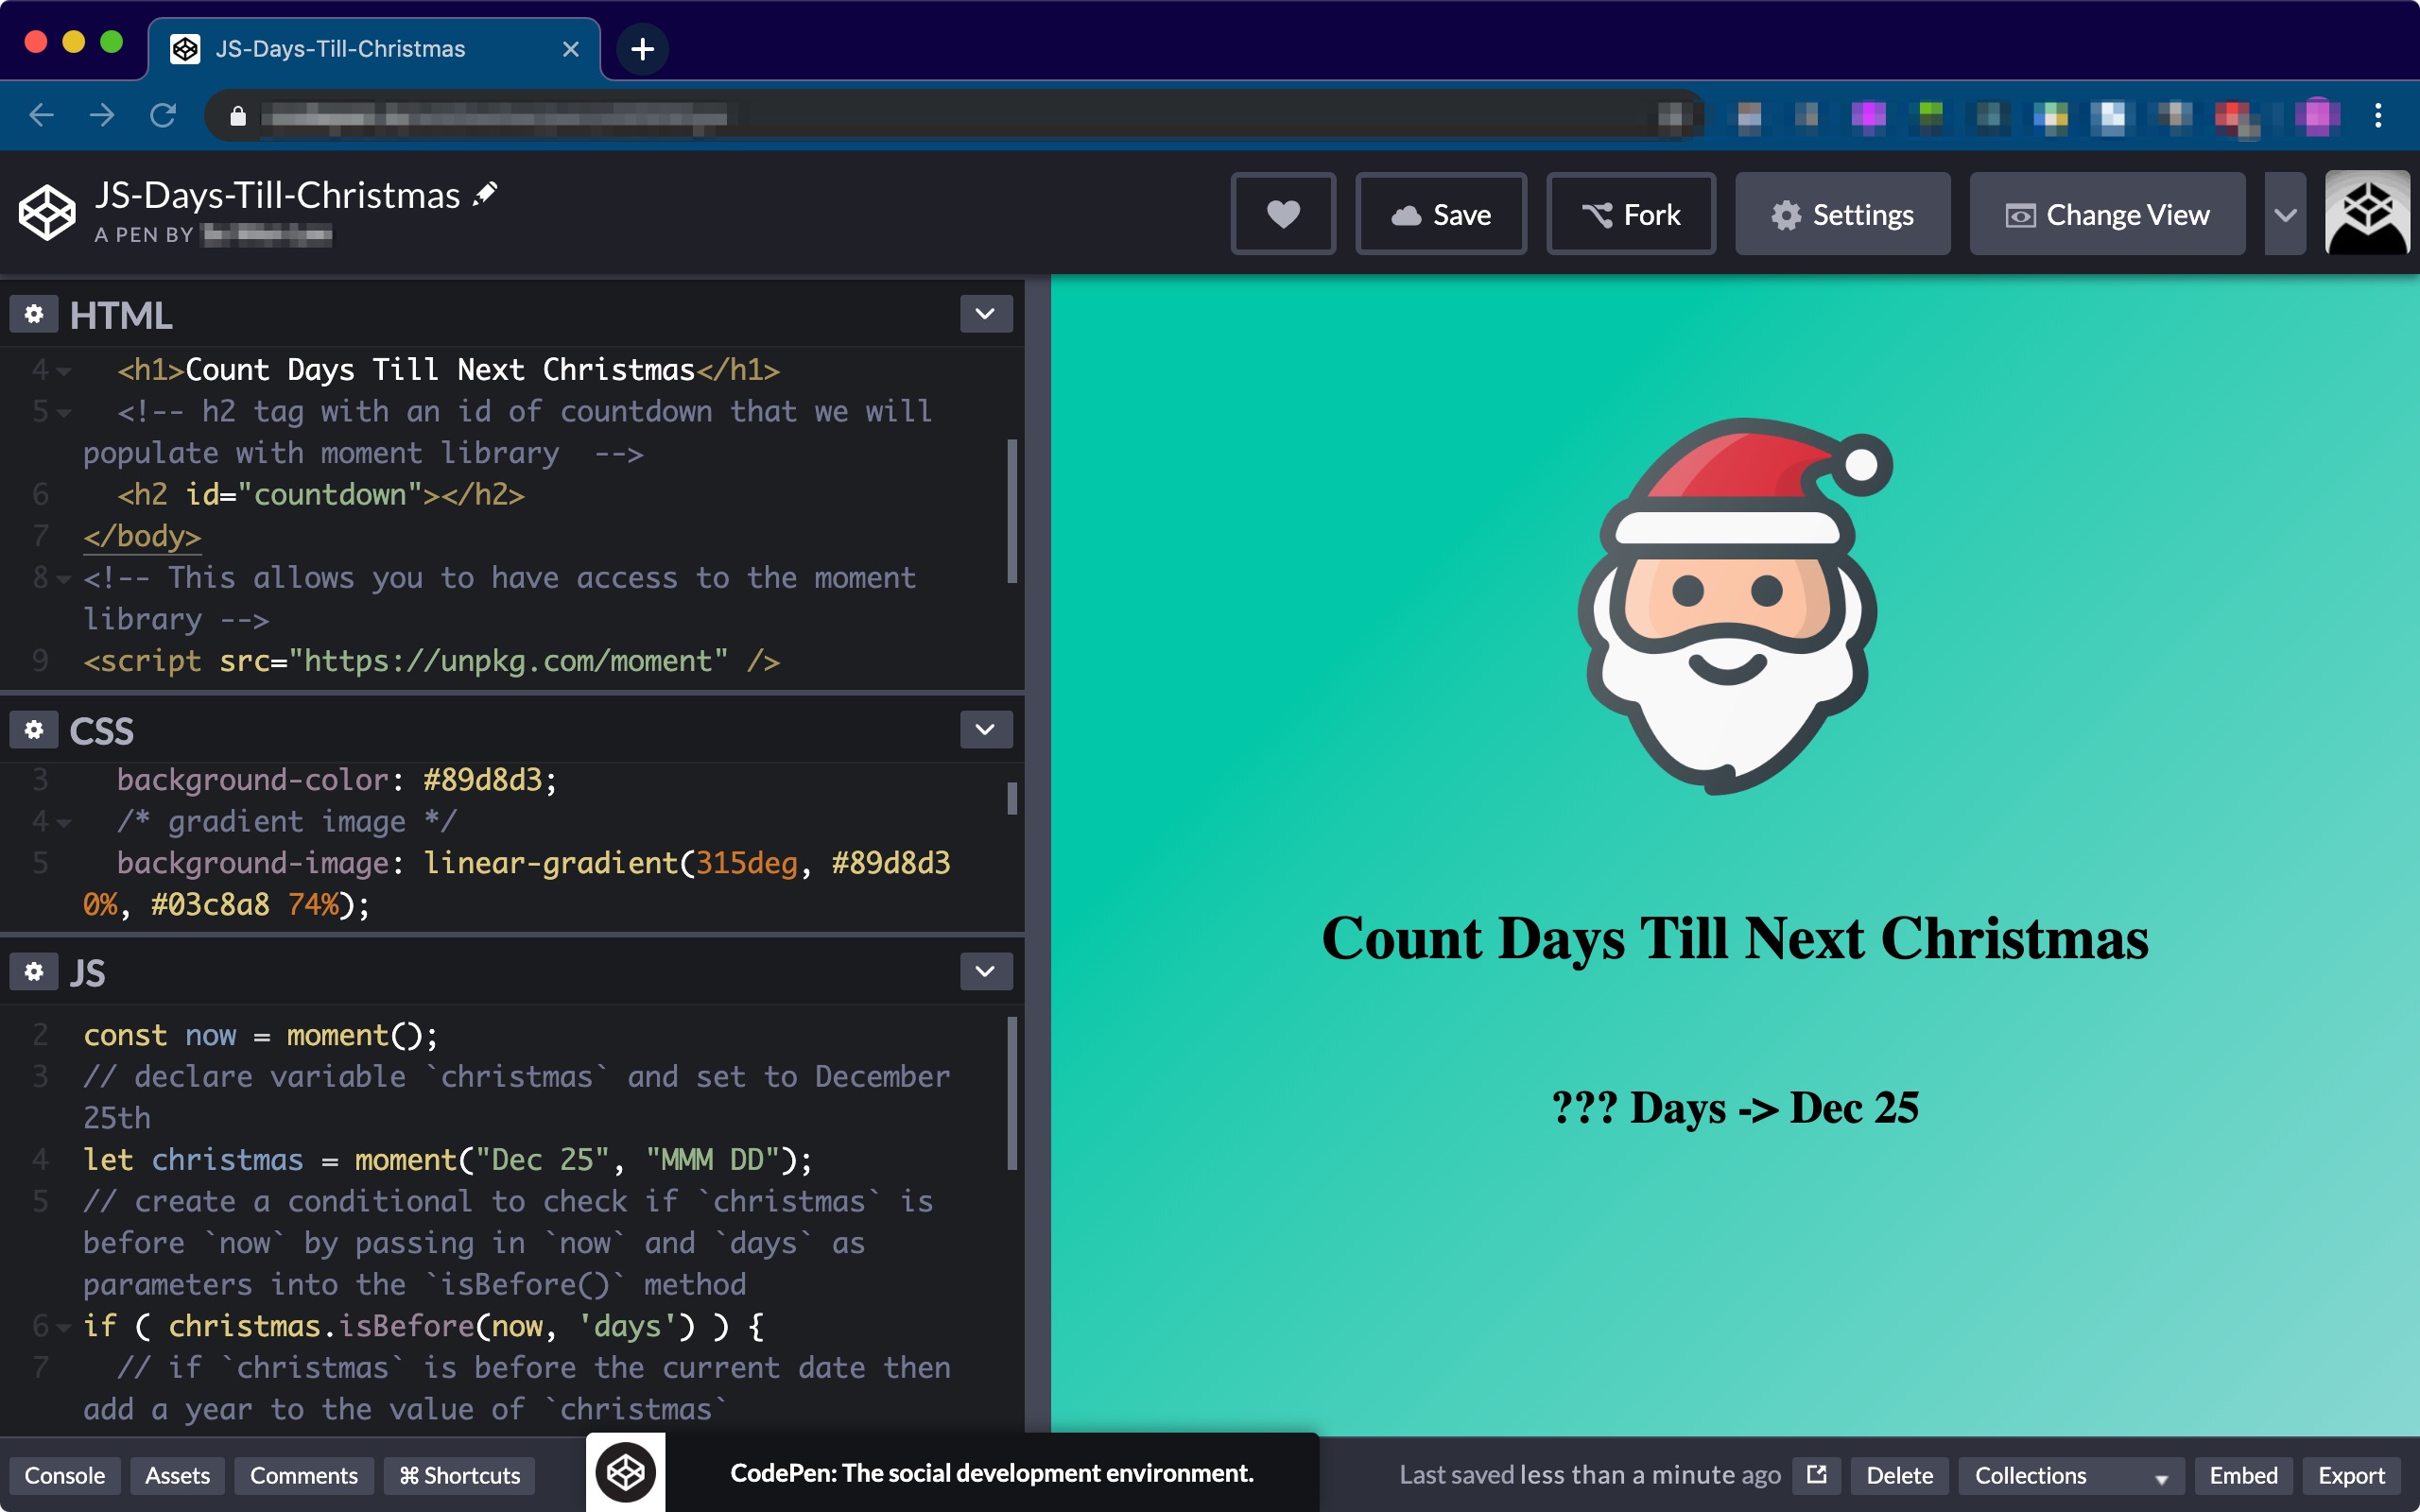 JS-Days-Till-Christmas
JS-Days-Till-Christmas
A PEN BY
Save
Fork
Settings
Change View
HTML
4 <h1>Count Days Till Next Christmas</h1>
5 <!-- h2 tag with an id of countdown that we will
populate with moment library  -->
6 <h2 id="countdown"></h2>
7 </body>
8 <!-- This allows you to have access to the moment
library -->
9 <script src="https://unpkg.com/moment" />
CSS
3 background-color: #89d8d3;
4 /* gradient image */
5 background-image: linear-gradient(315deg, #89d8d3
0%, #03c8a8 74%);
JS
2 const now = moment();
3 // declare variable `christmas` and set to December
25th
4 let christmas = moment("Dec 25", "MMM DD");
5 // create a conditional to check if `christmas` is
before `now` by passing in `now` and `days` as
parameters into the `isBefore()` method
6 if ( christmas.isBefore(now, 'days') ) {
7 // if `christmas` is before the current date then
add a year to the value of `christmas`
Count Days Till Next Christmas
??? Days -> Dec 25
Console
Assets
Comments
⌘ Shortcuts
CodePen: The social development environment.
Last saved less than a minute ago
Delete
Collections
Embed
Export